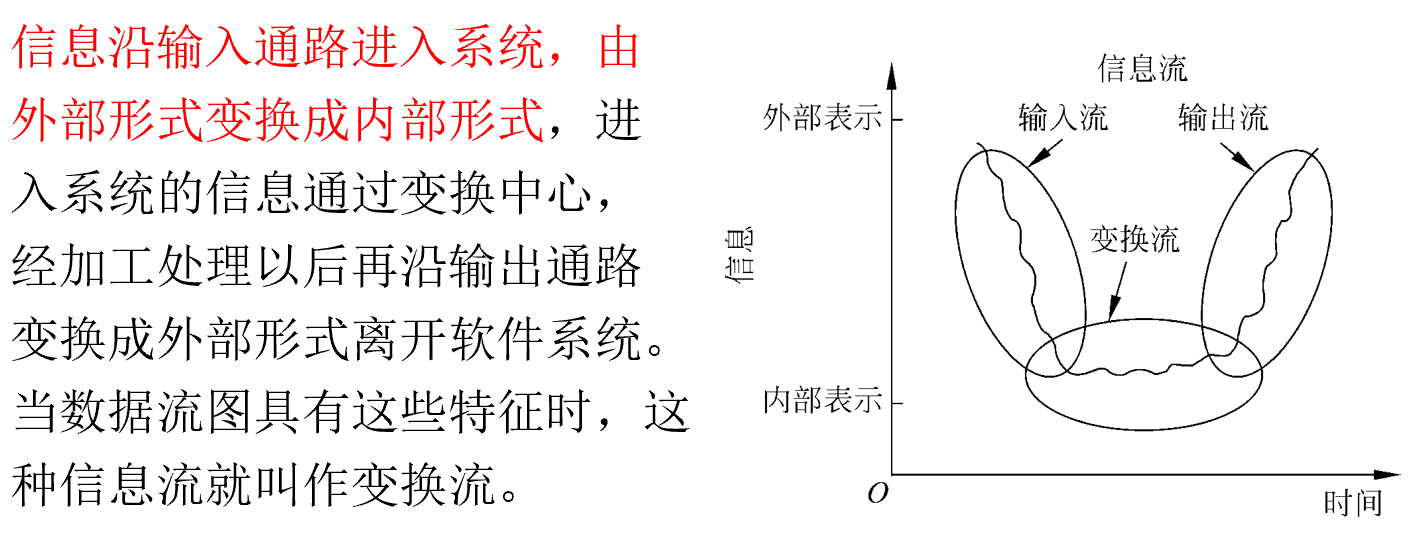 信息沿输入通路进入系统，由
外部形式变换成内部形式，进
入系统的信息通过变换中心，
经加工处理以后再沿输出通路
变换成外部形式离开软件系统。
当数据流图具有这些特征时，这
种信息流就叫作变换流。
信息流
外部表示
输入流
输出流
变换流
信息
内部表示
O
时间